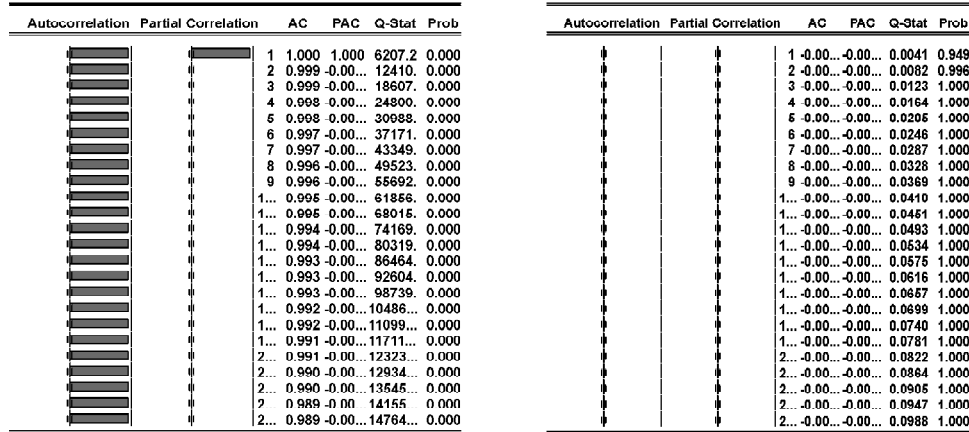 Autocorrelation Partial Correlation AC PAC Q-Stat Prob
1 1.000 1.000 6207.2 0.000
2 0.999 -0.00... 12410. 0.000
3 0.999 -0.00... 18607. 0.000
4 0.998 -0.00... 24800. 0.000
5 0.998 -0.00... 30988. 0.000
6 0.997 -0.00... 37171. 0.000
7 0.997 -0.00... 43349. 0.000
8 0.996 -0.00... 49523. 0.000
9 0.996 -0.00... 55692. 0.000
1... 0.995 -0.00... 61856. 0.000
1... 0.995 0.00... 68015. 0.000
1... 0.994 -0.00... 74169. 0.000
1... 0.994 -0.00... 80319. 0.000
1... 0.993 -0.00... 86464. 0.000
1... 0.993 -0.00... 92604. 0.000
1... 0.993 -0.00... 98739. 0.000
1... 0.992 -0.00... 10486... 0.000
1... 0.992 -0.00... 11099... 0.000
1... 0.991 -0.00... 11711... 0.000
2... 0.991 -0.00... 12323... 0.000
2... 0.990 -0.00... 12934... 0.000
2... 0.990 -0.00... 13545... 0.000
2... 0.989 -0.00... 14155... 0.000
2... 0.989 -0.00... 14764... 0.000
Autocorrelation Partial Correlation AC PAC Q-Stat Prob
1 -0.00... -0.00... 0.0041 0.949
2 -0.00... -0.00... 0.0082 0.996
3 -0.00... -0.00... 0.0123 1.000
4 -0.00... -0.00... 0.0164 1.000
5 -0.00... -0.00... 0.0205 1.000
6 -0.00... -0.00... 0.0246 1.000
7 -0.00... -0.00... 0.0287 1.000
8 -0.00... -0.00... 0.0328 1.000
9 -0.00... -0.00... 0.0369 1.000
1... -0.00... -0.00... 0.0410 1.000
1... -0.00... -0.00... 0.0451 1.000
1... -0.00... -0.00... 0.0493 1.000
1... -0.00... -0.00... 0.0534 1.000
1... -0.00... -0.00... 0.0575 1.000
1... -0.00... -0.00... 0.0616 1.000
1... -0.00... -0.00... 0.0657 1.000
1... -0.00... -0.00... 0.0699 1.000
1... -0.00... -0.00... 0.0740 1.000
1... -0.00... -0.00... 0.0781 1.000
2... -0.00... -0.00... 0.0822 1.000
2... -0.00... -0.00... 0.0864 1.000
2... -0.00... -0.00... 0.0905 1.000
2... -0.00... -0.00... 0.0947 1.000
2... -0.00... -0.00... 0.0988 1.000